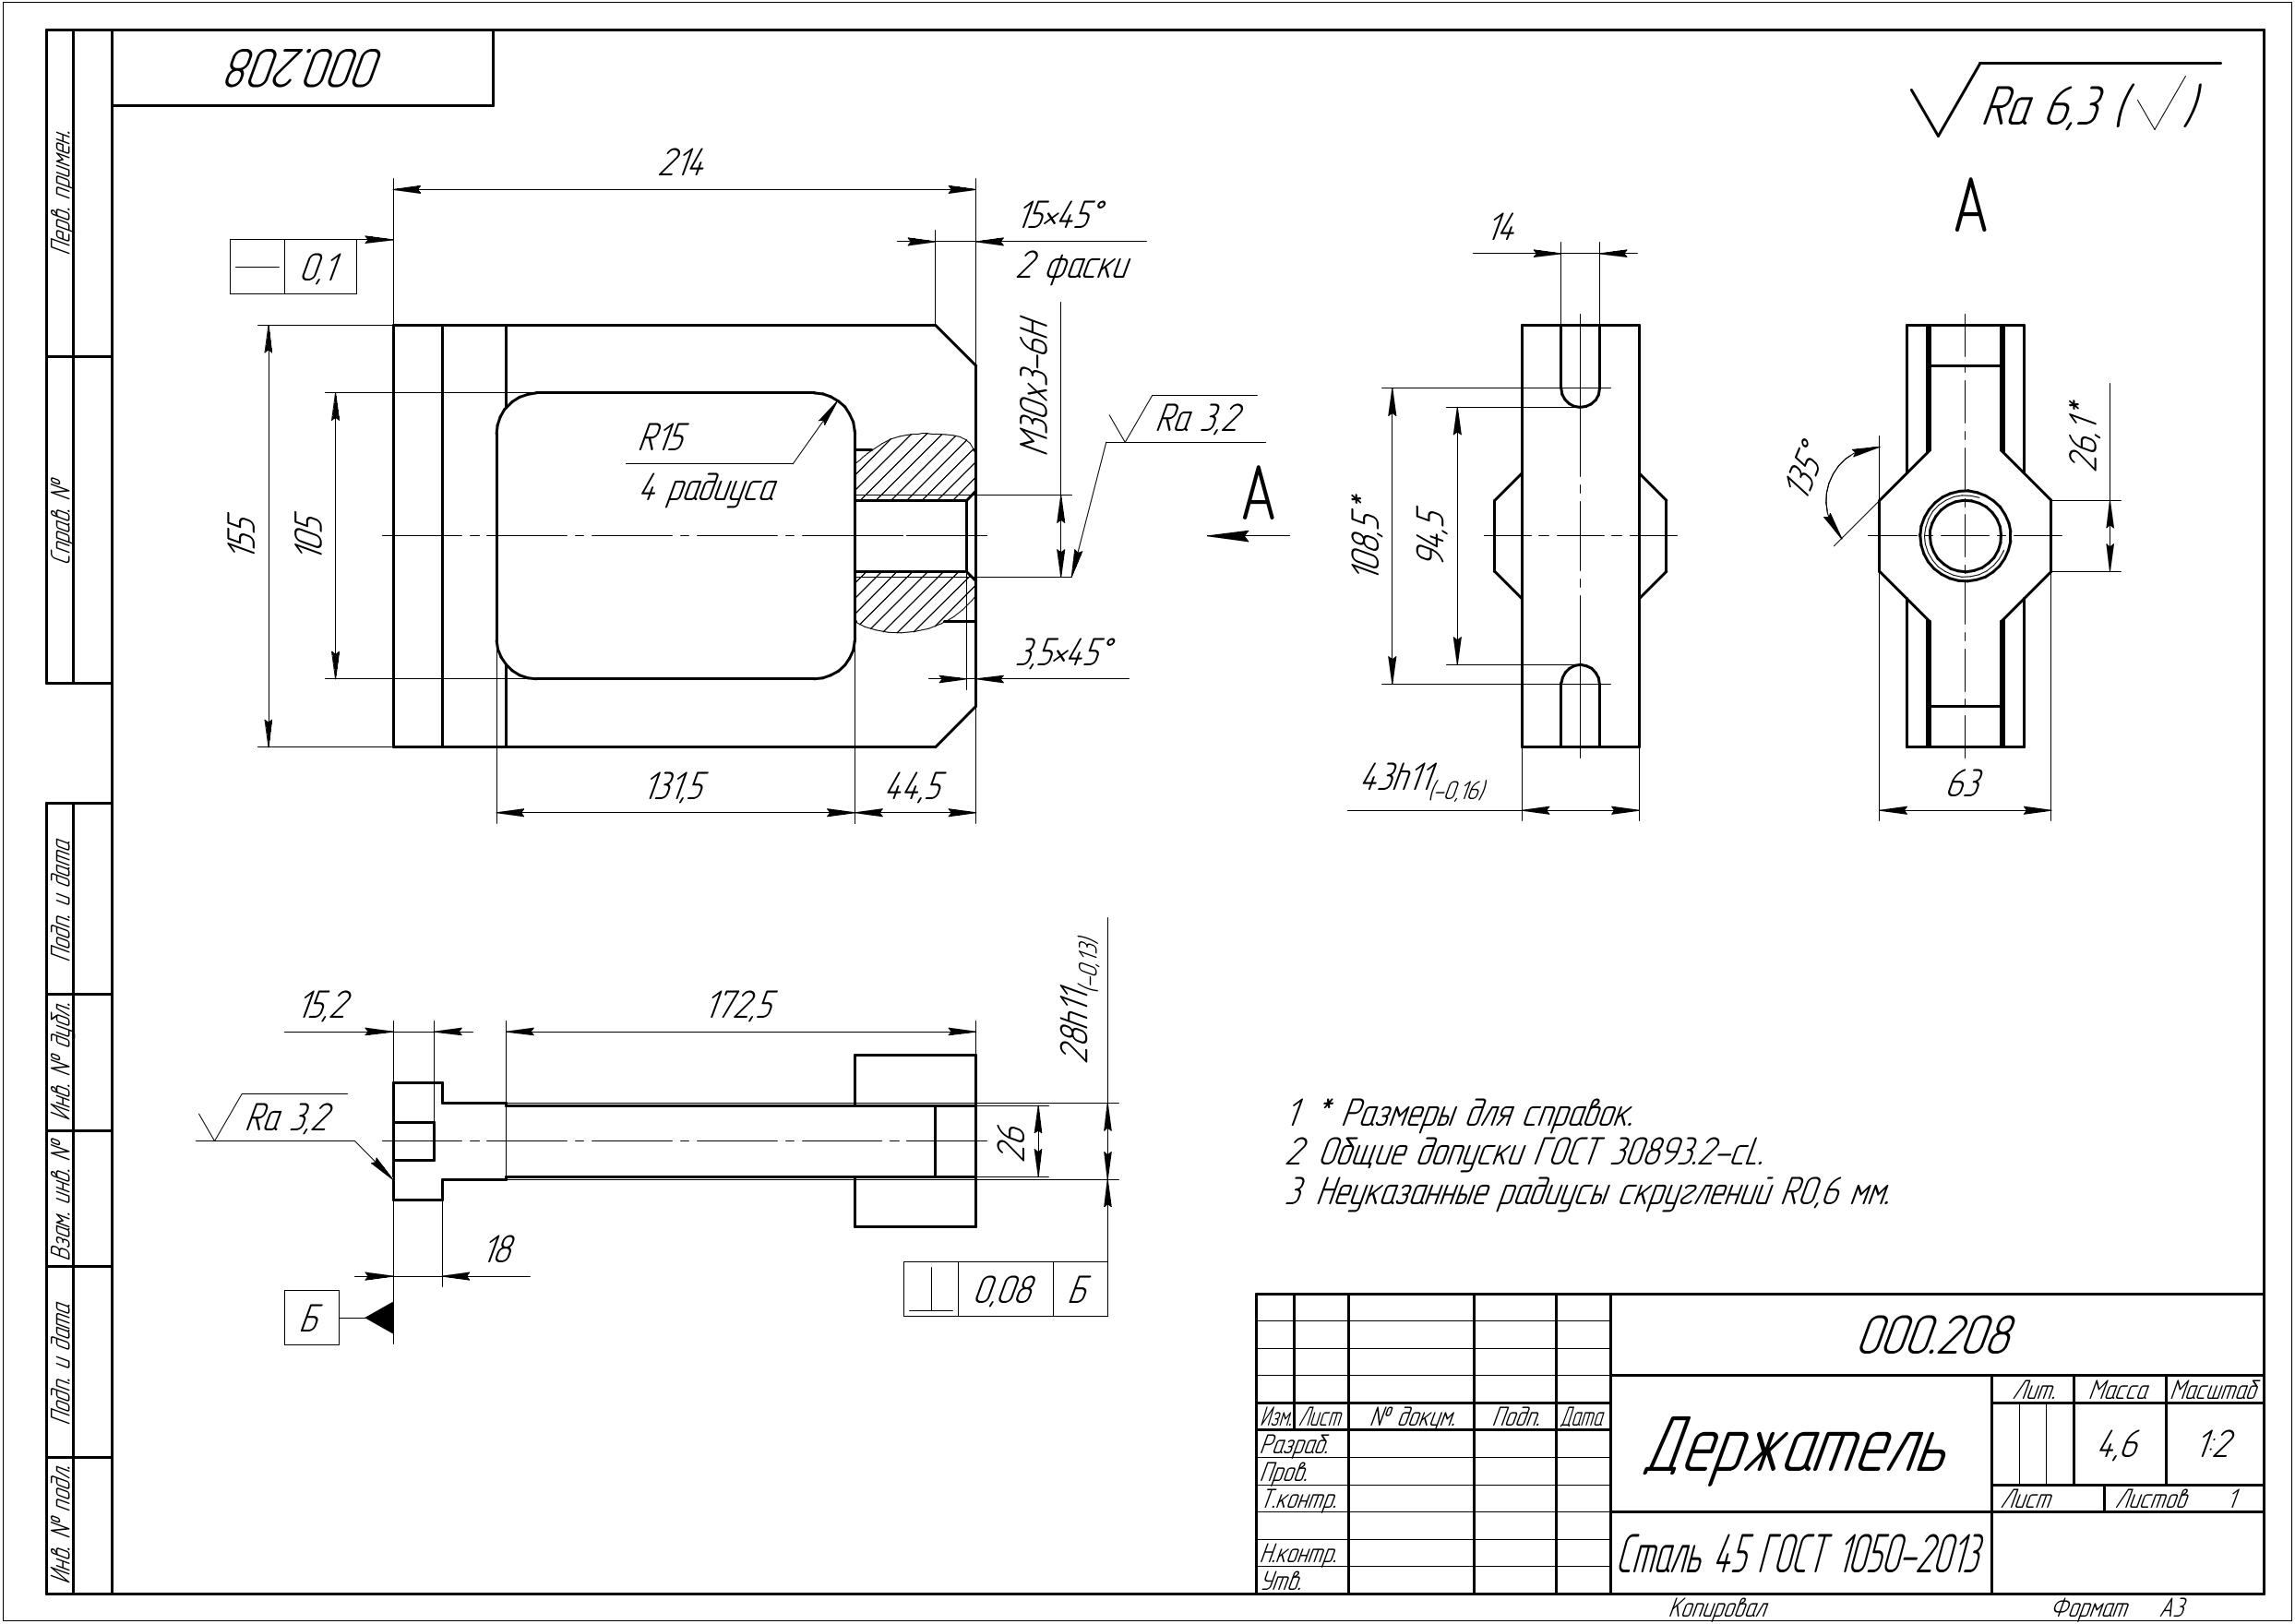 000.208
Перв. примен.
Справ. №
Подп. и дата
Инв. № дубл.
Взам. инв. №
Подп. и дата
Инв. № подл.
Ra 6,3 (√)
214
0,1
15×45°
2 фаски
М30х3-6Н
Ra 3,2
R15
4 радиуса
155
105
А
3,5×45°
131,5
44,5
14
108,5*
94,5
43h11(-0,16)
А
135°
26,1*
63
15,2
172,5
28h11(-0,13)
Ra 3,2
26
18
Б
0,08 Б
1 * Размеры для справок.
2 Общие допуски ГОСТ 30893.2-cL.
3 Неуказанные радиусы скруглений R0,6 мм.
000.208
Держатель
Лит. Масса Масштаб
4,6 1:2
Лист Листов 1
Изм. Лист № докум. Подп. Дата
Разраб.
Пров.
Т.контр.
Н.контр.
Утв.
Сталь 45 ГОСТ 1050-2013
Копировал Формат А3